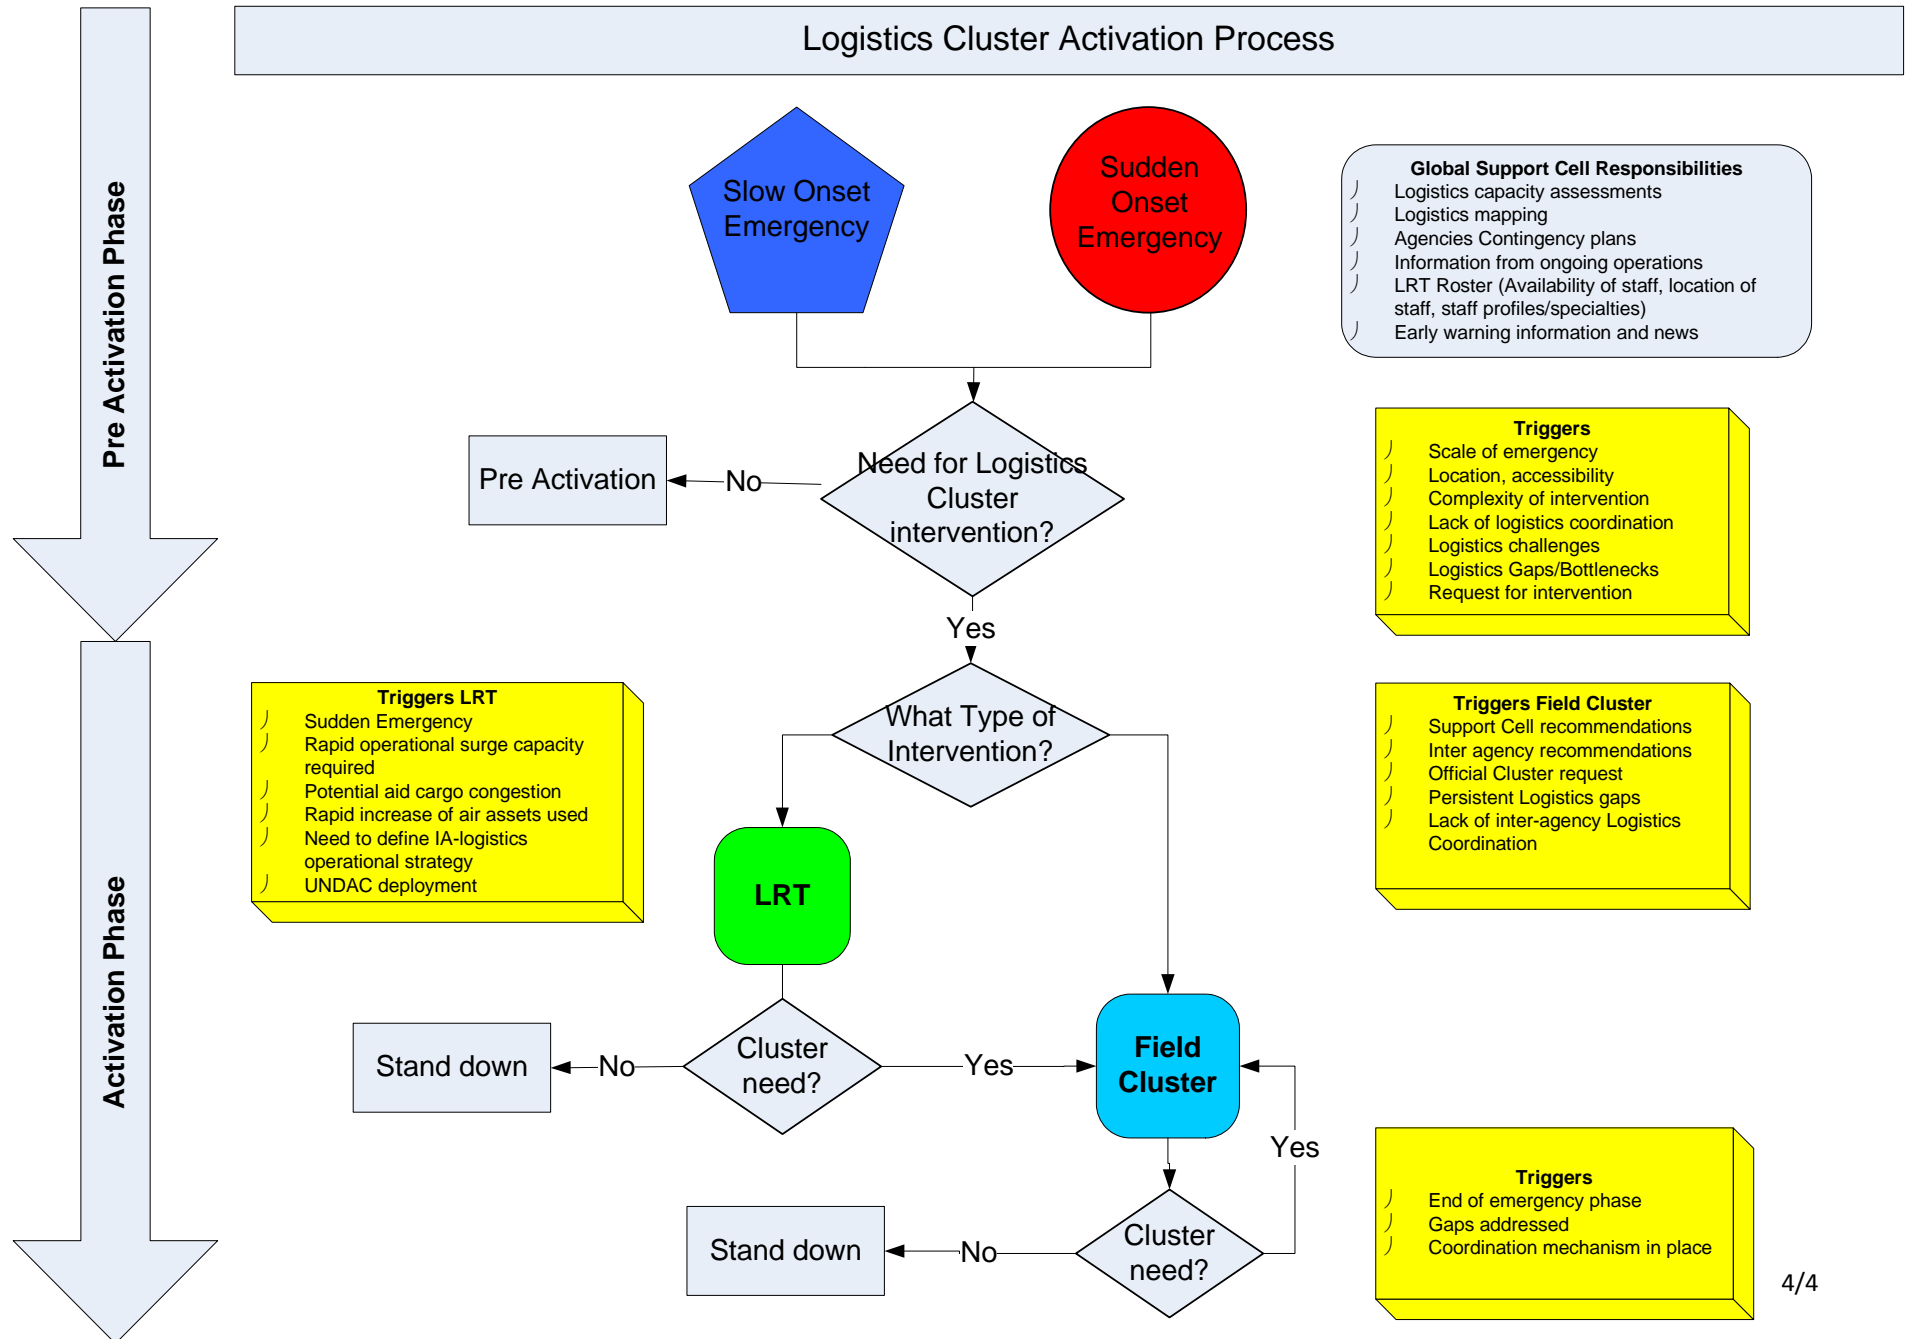 Logistics Cluster Activation Process
Pre Activation Phase
Slow Onset
Emergency
Sudden
Onset
Emergency
Global Support Cell Responsibilities
Logistics capacity assessments
Logistics mapping
Agencies Contingency plans
Information from ongoing operations
LRT Roster (Availability of staff, location of
staff, staff profiles/specialties)
Early warning information and news
Need for Logistics
Cluster
intervention?
No
Pre Activation
Triggers
Scale of emergency
Location, accessibility
Complexity of intervention
Lack of logistics coordination
Logistics challenges
Logistics Gaps/Bottlenecks
Request for intervention
Yes
Activation Phase
Triggers LRT
Sudden Emergency
Rapid operational surge capacity
required
Potential aid cargo congestion
Rapid increase of air assets used
Need to define IA-logistics
operational strategy
UNDAC deployment
What Type of
Intervention?
Triggers Field Cluster
Support Cell recommendations
Inter agency recommendations
Official Cluster request
Persistent Logistics gaps
Lack of inter-agency Logistics
Coordination
LRT
Stand down
No
Cluster
need?
Yes
Field
Cluster
Yes
Stand down
No
Cluster
need?
Triggers
End of emergency phase
Gaps addressed
Coordination mechanism in place
4/4